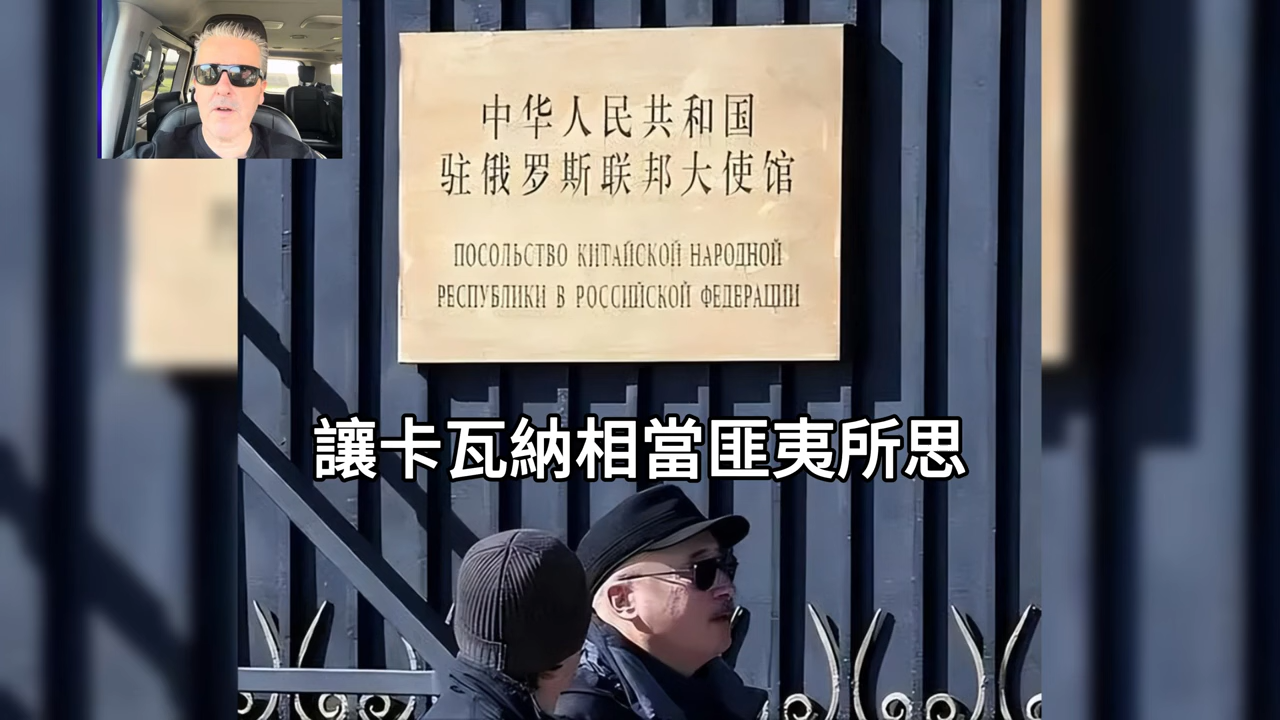 中华人民共和国
驻俄罗斯联邦大使馆
ПОСОЛЬСТВО КИТАЙСКОЙ НАРОДНОЙ
РЕСПУБЛИКИ В РОССИЙСКОЙ ФЕДЕРАЦИИ
讓卡瓦納相當匪夷所思